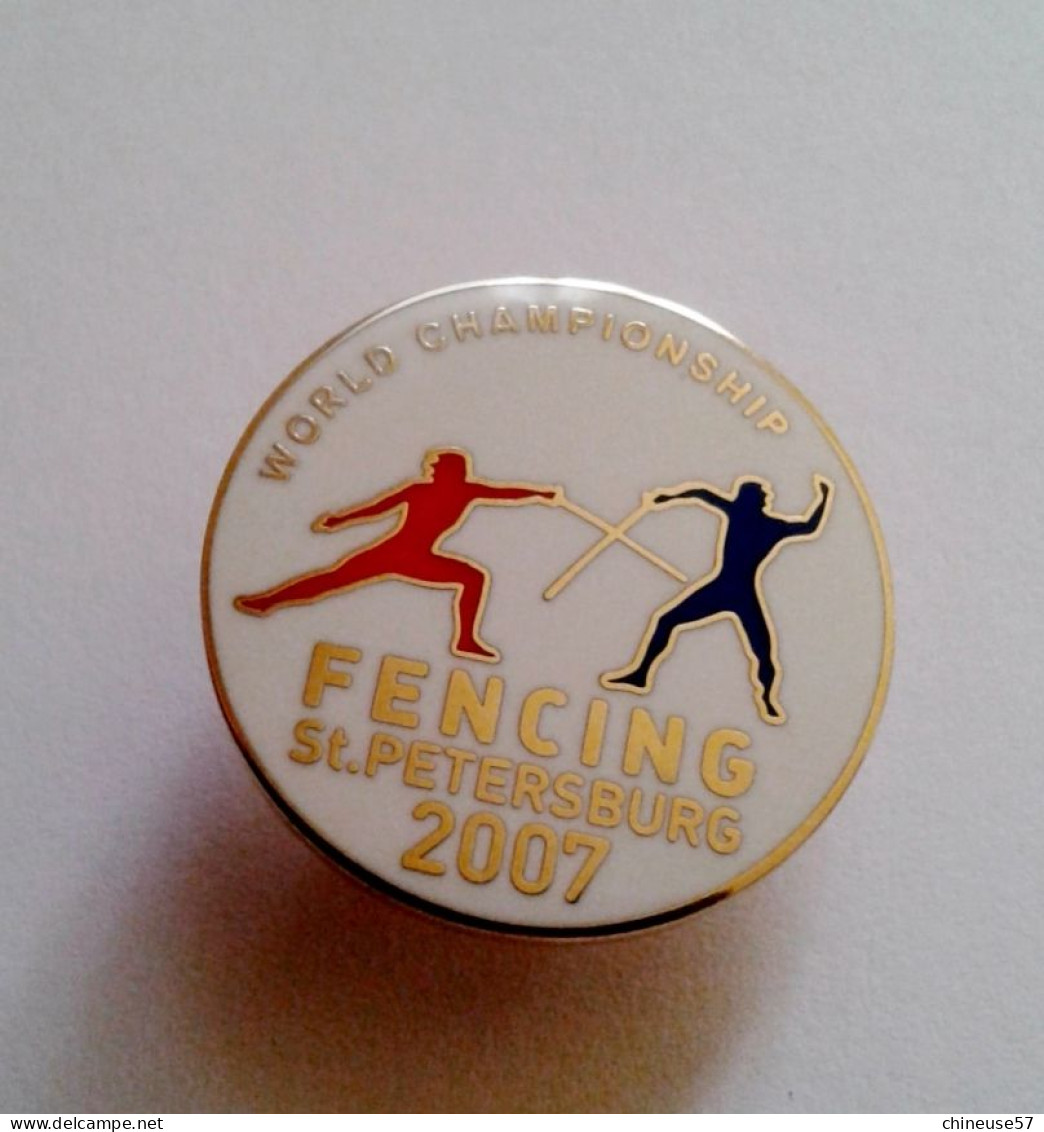 WORLD CHAMPIONSHIP
FENCING
St.PETERSBURG
2007
www.delcampe.net
chineuse57